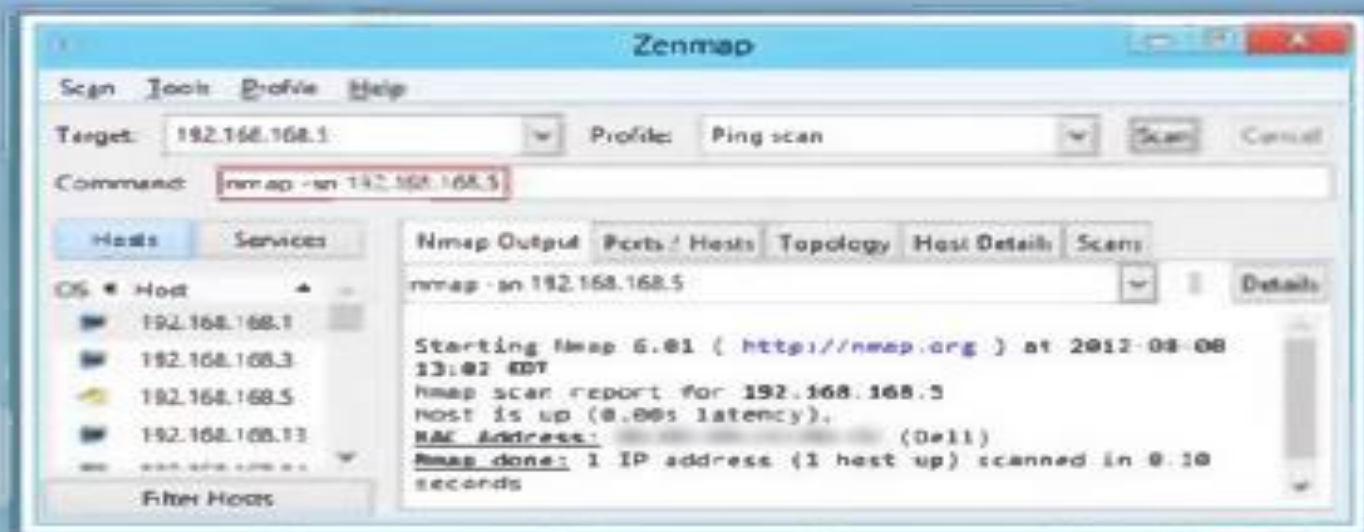 Zenmap
Scan Tools Profile Help
Target: 192.168.168.5 Profile: Ping scan Scan Cancel
Command: nmap -sn 192.168.168.5
Hosts Services
Nmap Output Ports / Hosts Topology Host Details Scans
OS Host
nmap -sn 192.168.168.5 Details
192.168.168.1
192.168.168.3
192.168.168.5
192.168.168.13
Filter Hosts
Starting Nmap 6.01 ( http://nmap.org ) at 2012-08-08
13:02 EDT
Nmap scan report for 192.168.168.5
Host is up (0.00s latency).
MAC Address: (Dell)
Nmap done: 1 IP address (1 host up) scanned in 0.10
seconds